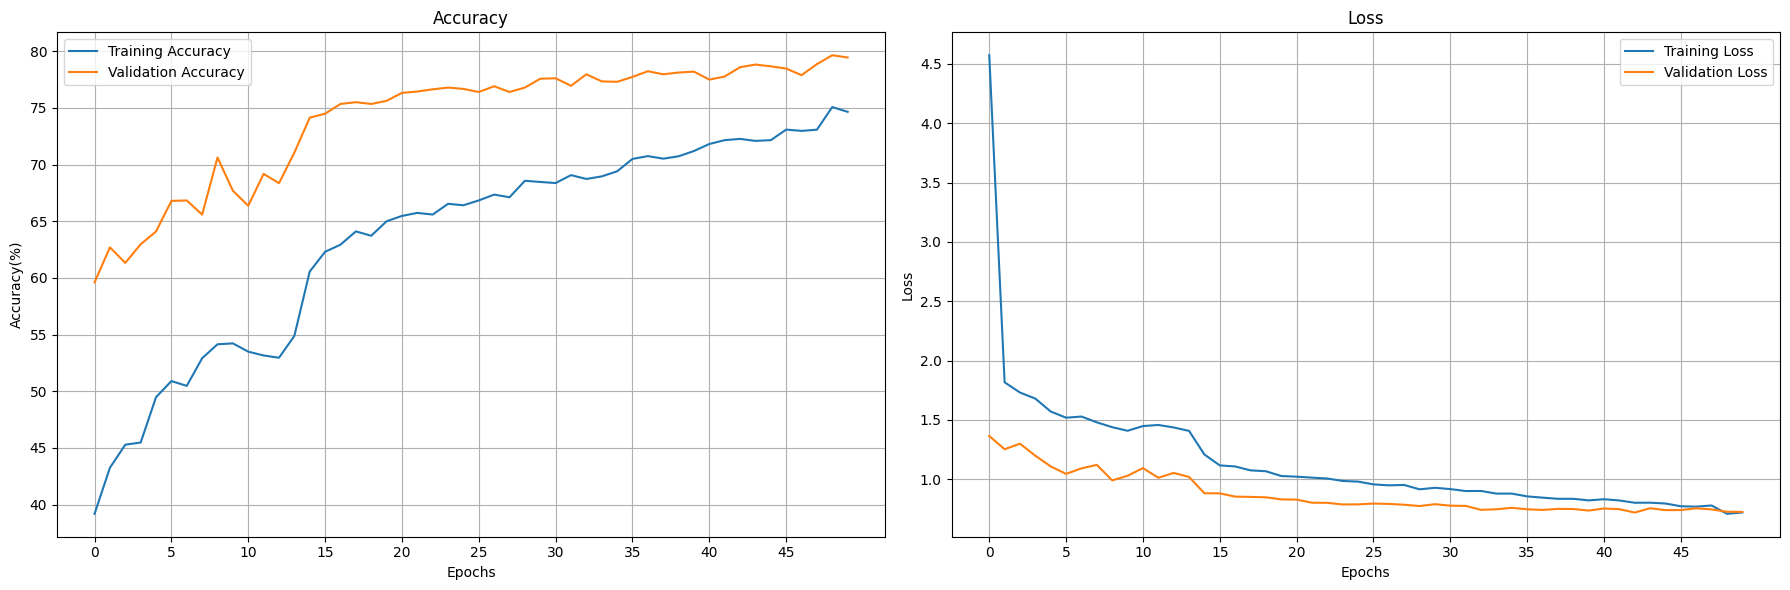 Accuracy
Training Accuracy
Validation Accuracy
80
75
70
65
60
55
50
45
40
Accuracy(%)
0 5 10 15 20 25 30 35 40 45
Epochs
Loss
Training Loss
Validation Loss
4.5
4.0
3.5
3.0
2.5
2.0
1.5
1.0
Loss
0 5 10 15 20 25 30 35 40 45
Epochs